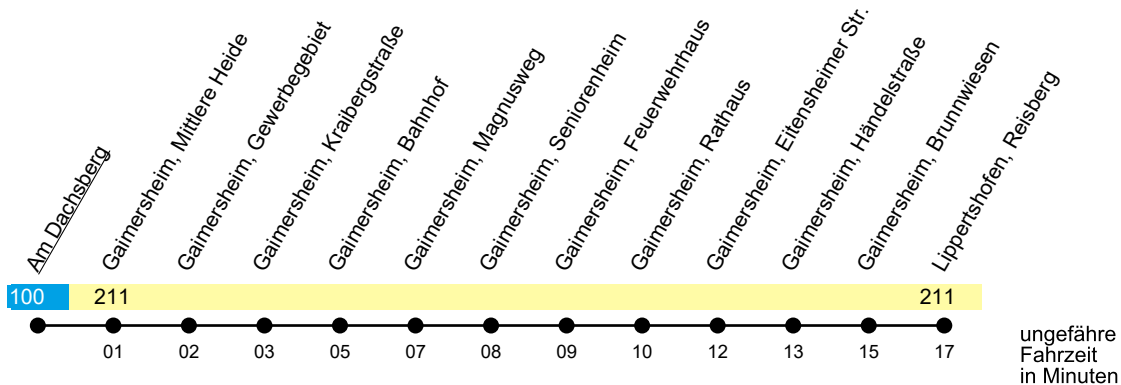 Am Dachsberg
Gaimersheim, Mittlere Heide
Gaimersheim, Gewerbegebiet
Gaimersheim, Kraibergstraße
Gaimersheim, Bahnhof
Gaimersheim, Magnusweg
Gaimersheim, Seniorenheim
Gaimersheim, Feuerwehrhaus
Gaimersheim, Rathaus
Gaimersheim, Eitensheimer Str.
Gaimersheim, Händelstraße
Gaimersheim, Brunnwiesen
Lippertshofen, Reisberg
100 211 211
01 02 03 05 07 08 09 10 12 13 15 17
ungefähre
Fahrzeit
in Minuten